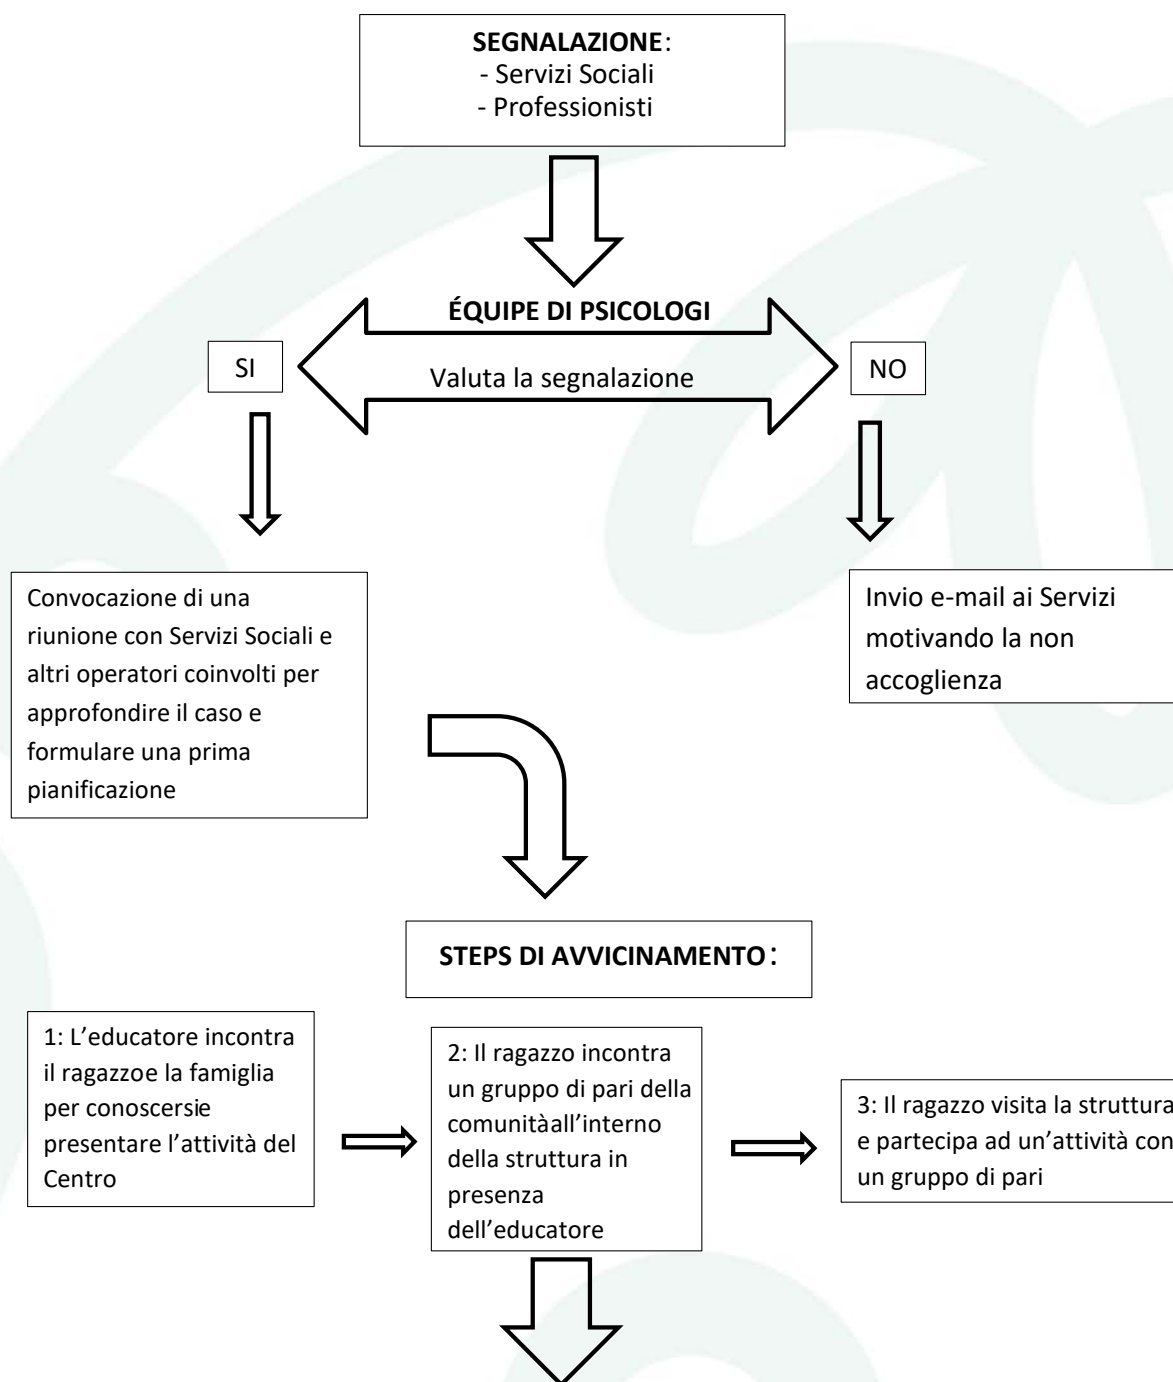 SEGNALAZIONE:
- Servizi Sociali
- Professionisti
ÉQUIPE DI PSICOLOGI
SI
Valuta la segnalazione
NO
Convocazione di una
riunione con Servizi Sociali e
altri operatori coinvolti per
approfondire il caso e
formulare una prima
pianificazione
Invio e-mail ai Servizi
motivando la non
accoglienza
STEPS DI AVVICINAMENTO:
1: L’educatore incontra
il ragazzoe la famiglia
per conoscersie
presentare l’attività del
Centro
2: Il ragazzo incontra
un gruppo di pari della
comunitàall’interno
della struttura in
presenza
dell’educatore
3: Il ragazzo visita la struttura
e partecipa ad un’attività con
un gruppo di pari